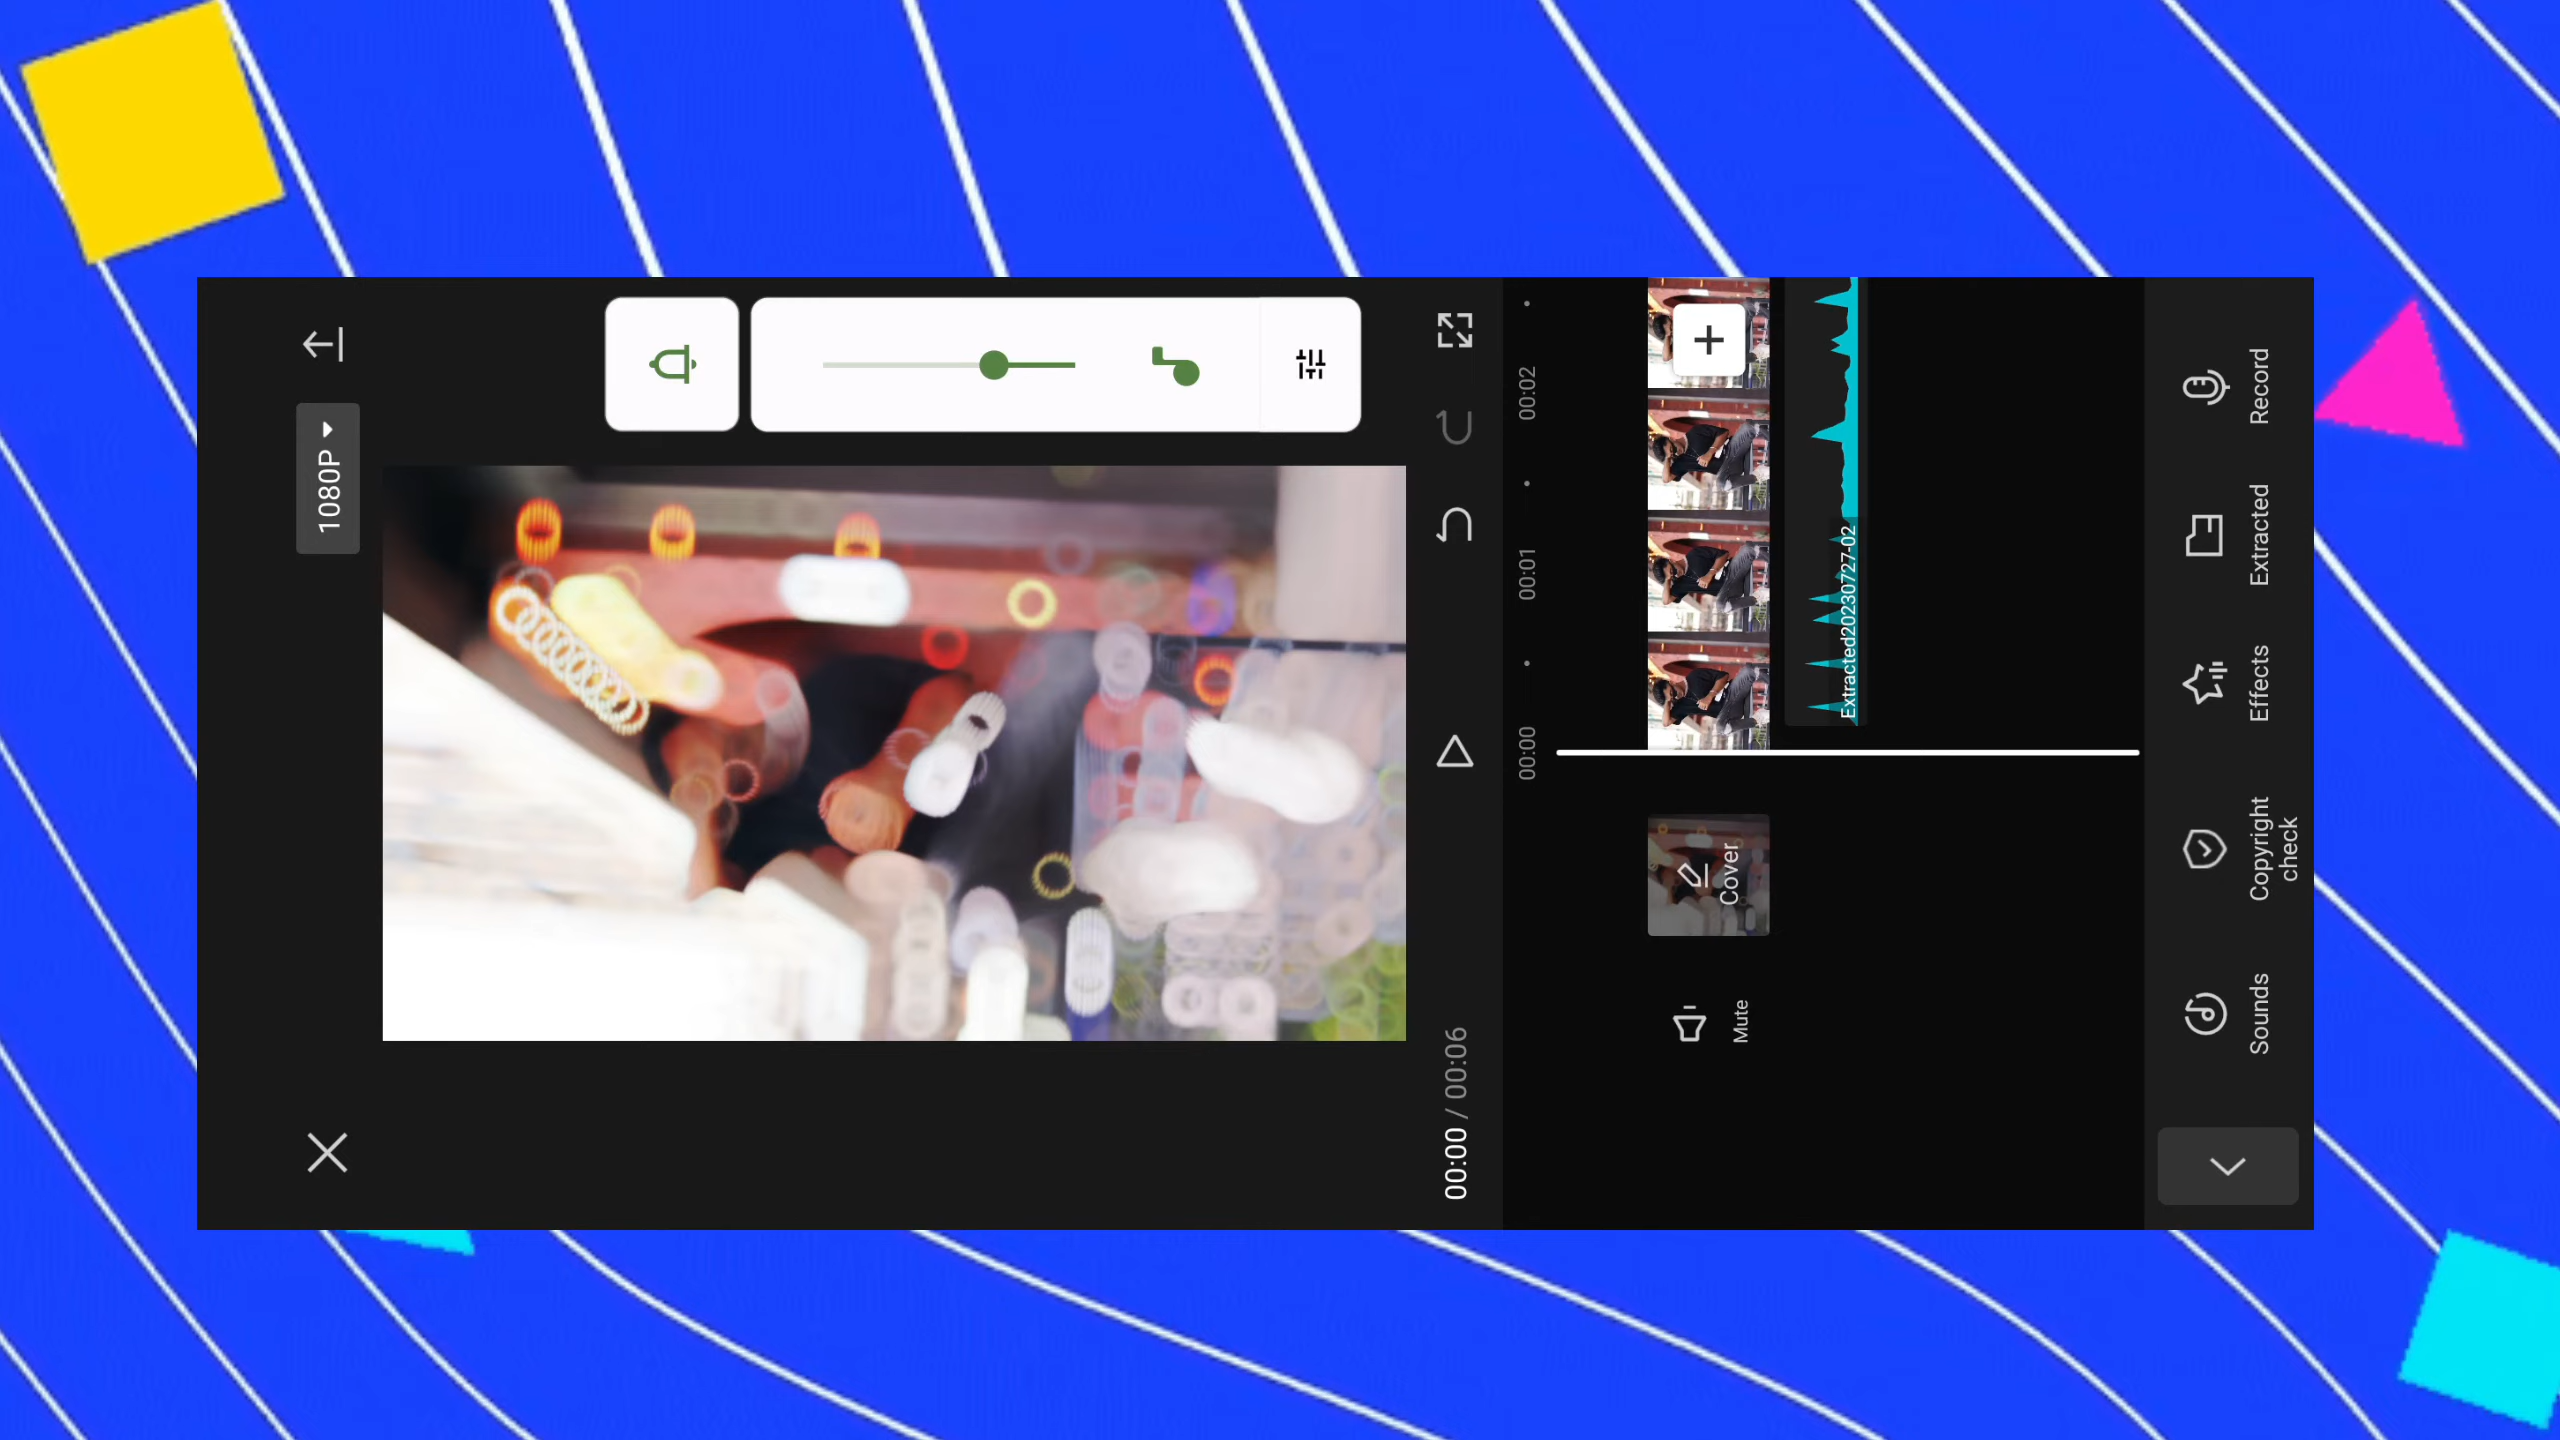 1080P
00:00 / 00:06
00:00
00:01
00:02
Mute
Cover
Extracted20230727-02
Sounds
Copyright
check
Effects
Extracted
Record